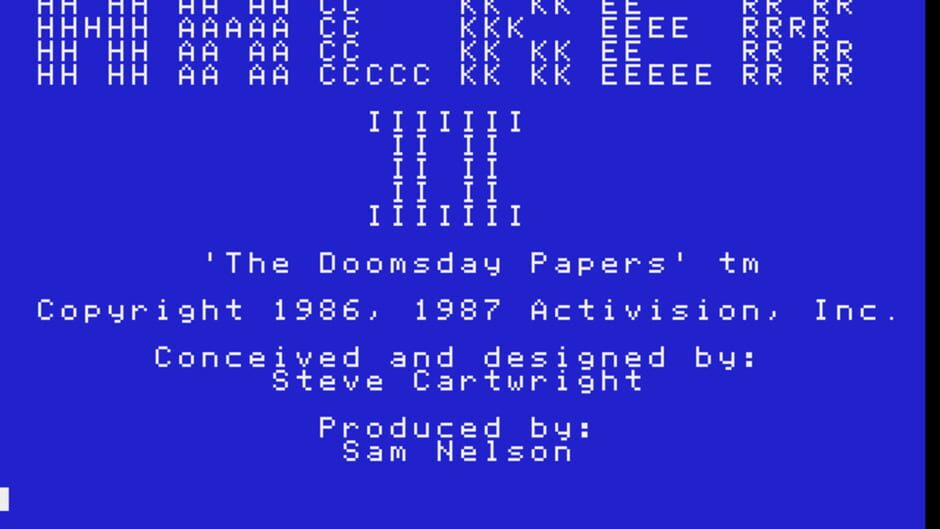 HH HH AA AA CC KK KK EE RR RR
HHHHH AAAAA CC KKK EEEE RRRR
HH HH AA AA CC KK KK EE RR RR
HH HH AA AA CCCCC KK KK EEEEE RR RR
IIIIIII
II II
II II
II II
IIIIIII
'The Doomsday Papers' tm
Copyright 1986, 1987 Activision, Inc.
Conceived and designed by:
Steve Cartwright
Produced by:
Sam Nelson